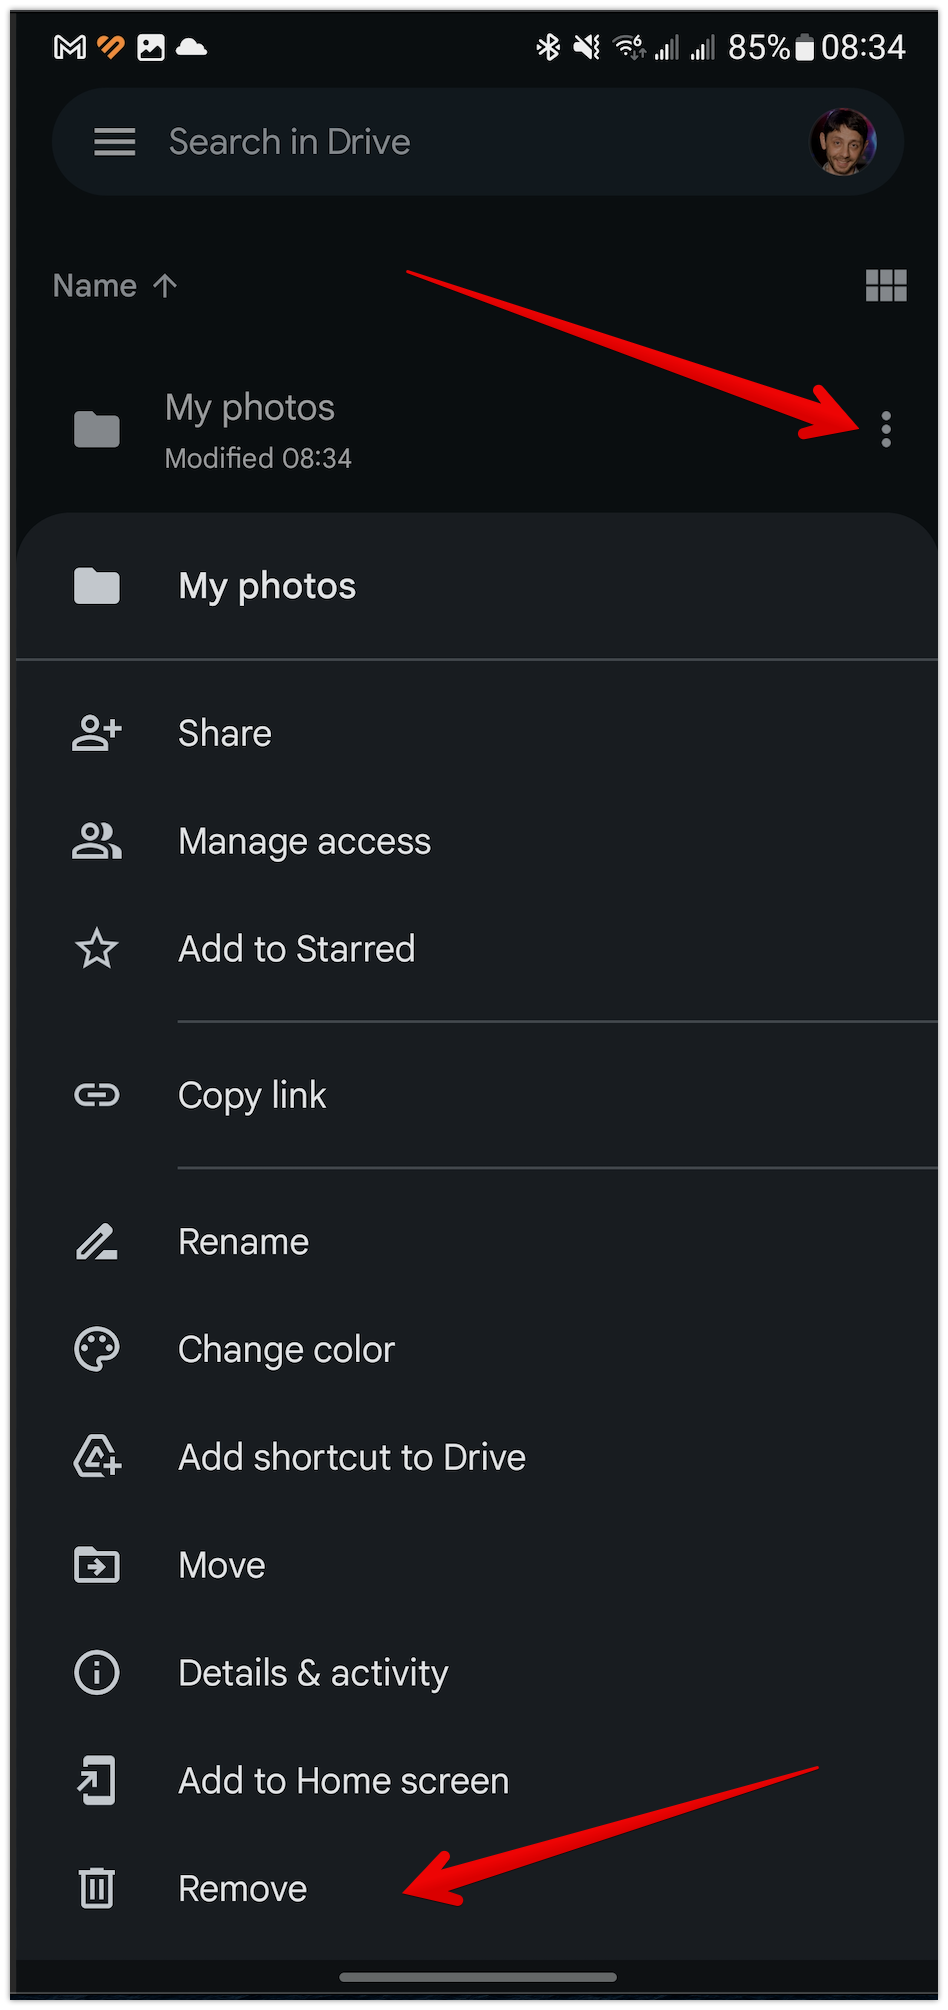 85% 08:34
Search in Drive
Name
My photos
Modified 08:34
My photos
Share
Manage access
Add to Starred
Copy link
Rename
Change color
Add shortcut to Drive
Move
Details & activity
Add to Home screen
Remove